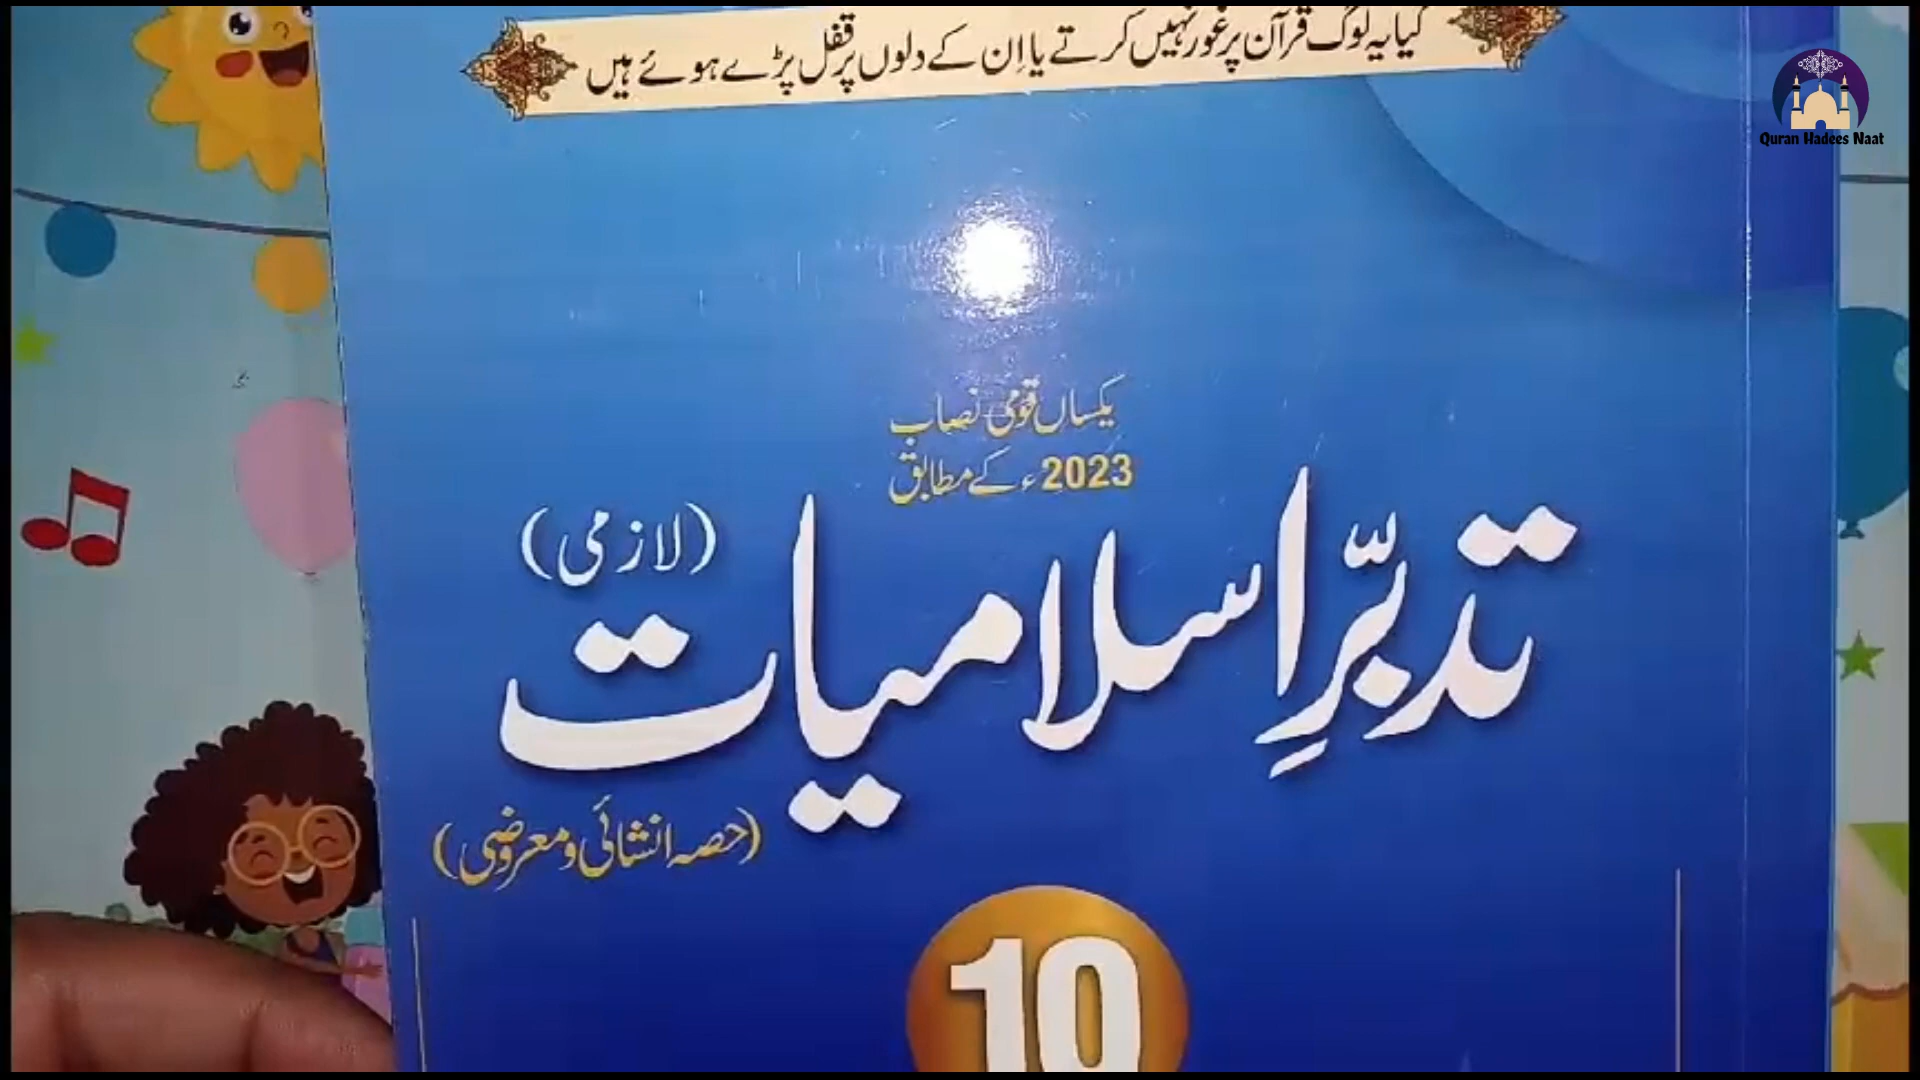 کیا یہ لوگ قرآن پر غور نہیں کرتے یا اِن کے دلوں پر قفل پڑے ہوئے ہیں
Quran Hadees Naat
یکساں قومی نصاب
2023ء کے مطابق
(لازمی)
تدبّرِ اسلامیات
(حصہ انشائی و معروضی)
10